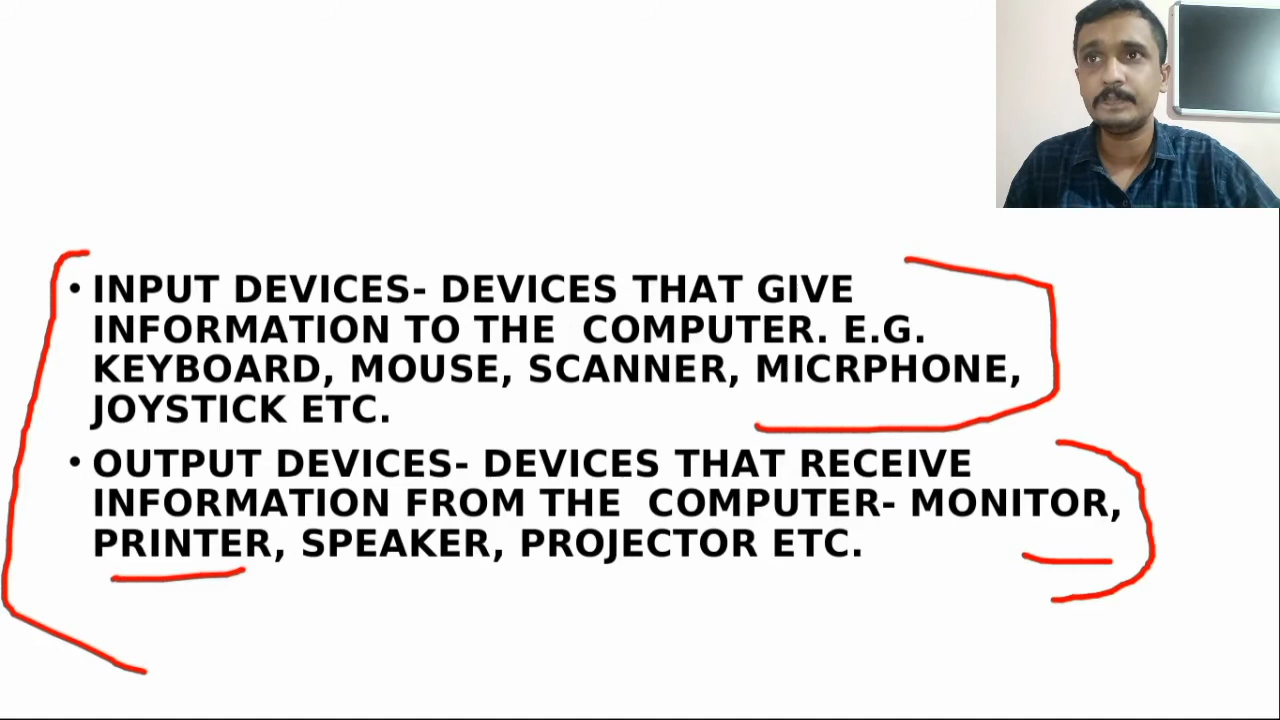 • INPUT DEVICES- DEVICES THAT GIVE
INFORMATION TO THE COMPUTER. E.G.
KEYBOARD, MOUSE, SCANNER, MICRPHONE,
JOYSTICK ETC.
• OUTPUT DEVICES- DEVICES THAT RECEIVE
INFORMATION FROM THE COMPUTER- MONITOR,
PRINTER, SPEAKER, PROJECTOR ETC.